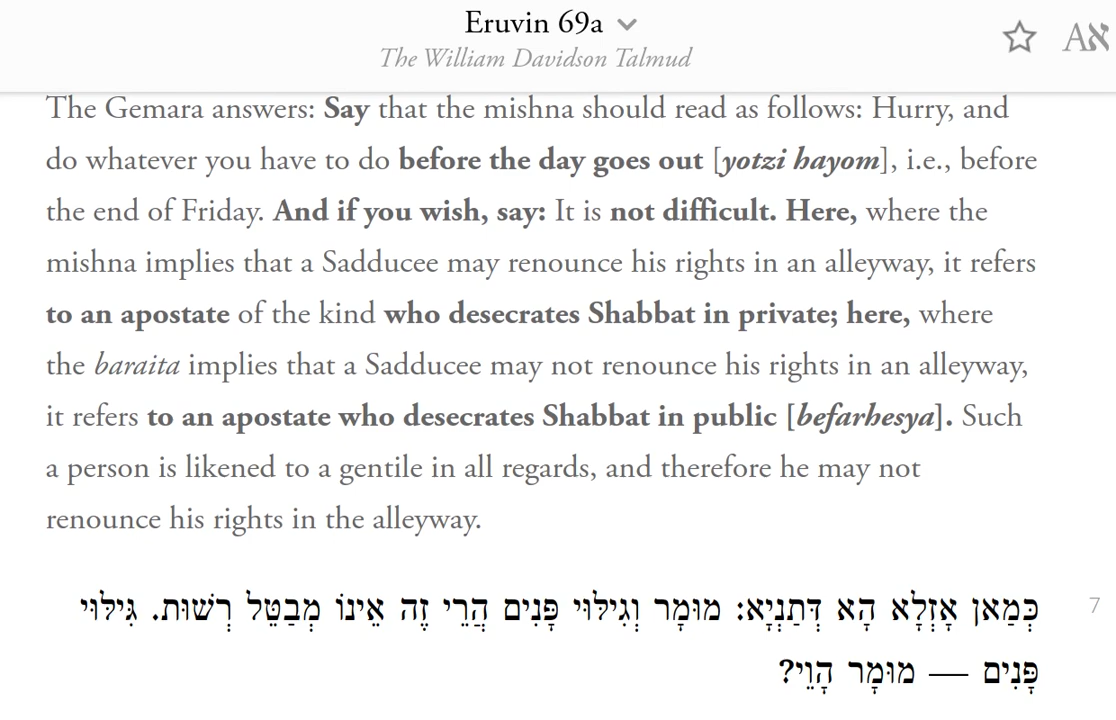 Eruvin 69a
The William Davidson Talmud
Aא
The Gemara answers: Say that the mishna should read as follows: Hurry, and
do whatever you have to do before the day goes out [yotzi hayom], i.e., before
the end of Friday. And if you wish, say: It is not difficult. Here, where the
mishna implies that a Sadducee may renounce his rights in an alleyway, it refers
to an apostate of the kind who desecrates Shabbat in private; here, where
the baraita implies that a Sadducee may not renounce his rights in an alleyway,
it refers to an apostate who desecrates Shabbat in public [befarhesya]. Such
a person is likened to a gentile in all regards, and therefore he may not
renounce his rights in the alleyway.
7
כְּמַאן אָזְלָא הָא דְּתַנְיָא: מוּמָר וְגִילּוּי פָּנִים הֲרֵי זֶה אֵינוֹ מְבַטֵּל רְשׁוּת. גִּילּוּי
פָּנִים — מוּמָר הָוֵי?